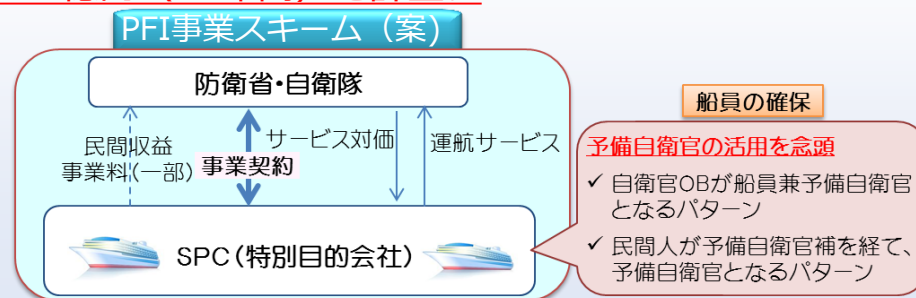 PFI事業スキーム（案）
防衛省・自衛隊
民間収益
事業料(一部)
事業契約
サービス対価
運航サービス
SPC(特別目的会社)
船員の確保
予備自衛官の活用を念頭
✓ 自衛官OBが船員兼予備自衛官
となるパターン
✓ 民間人が予備自衛官補を経て、
予備自衛官となるパターン